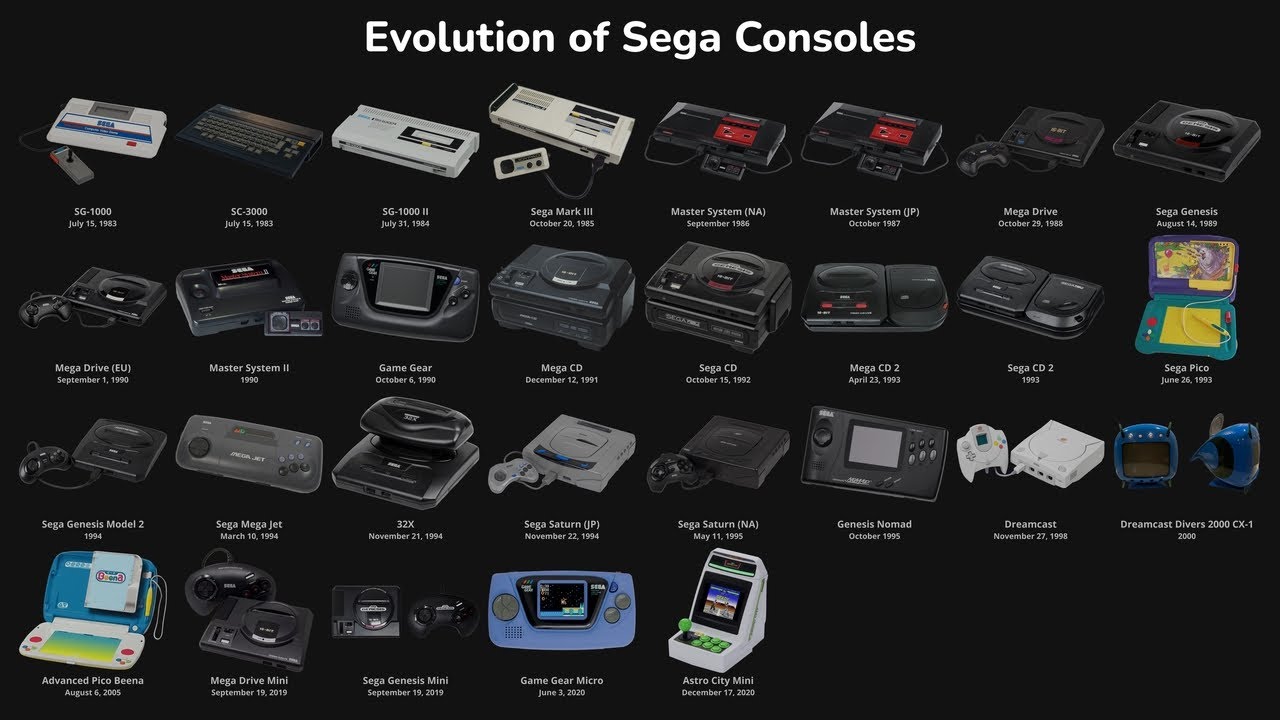 Evolution of Sega Consoles
SG-1000
July 15, 1983
SC-3000
July 15, 1983
SG-1000 II
July 31, 1984
Sega Mark III
October 20, 1985
Master System (NA)
September 1986
Master System (JP)
October 1987
Mega Drive
October 29, 1988
Sega Genesis
August 14, 1989
Mega Drive (EU)
September 1, 1990
Master System II
1990
Game Gear
October 6, 1990
Mega CD
December 12, 1991
Sega CD
October 15, 1992
Mega CD 2
April 23, 1993
Sega CD 2
1993
Sega Pico
June 26, 1993
Sega Genesis Model 2
1994
Sega Mega Jet
March 10, 1994
32X
November 21, 1994
Sega Saturn (JP)
November 22, 1994
Sega Saturn (NA)
May 11, 1995
Genesis Nomad
October 1995
Dreamcast
November 27, 1998
Dreamcast Divers 2000 CX-1
2000
Advanced Pico Beena
August 6, 2005
Mega Drive Mini
September 19, 2019
Sega Genesis Mini
September 19, 2019
Game Gear Micro
June 3, 2020
Astro City Mini
December 17, 2020